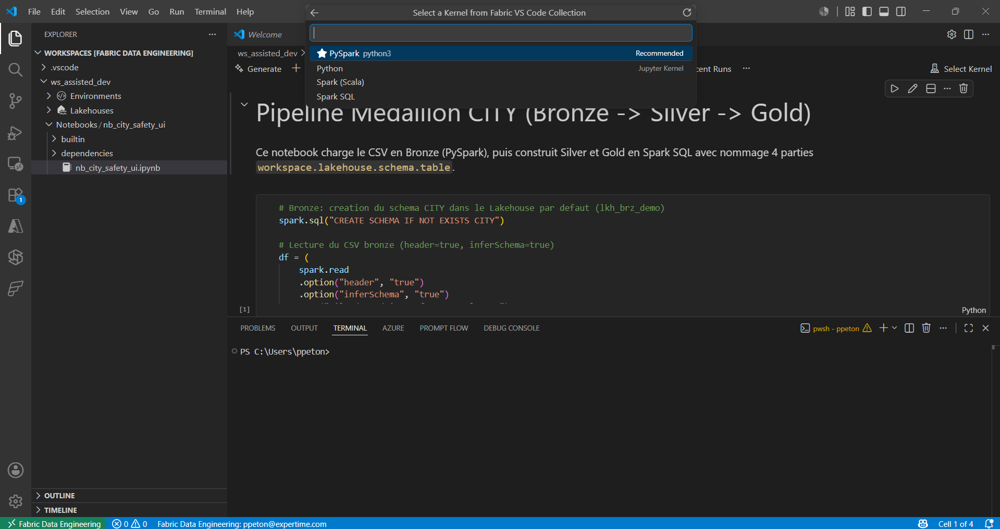 File Edit Selection View Go Run Terminal Help
Select a Kernel from Fabric VS Code Collection
PySpark python3 Recommended
Python Jupyter Kernel
Spark (Scala)
Spark SQL
EXPLORER
WORKSPACES [FABRIC DATA ENGINEERING]
.vscode
ws_assisted_dev
Environments
Lakehouses
Notebooks / nb_city_safety_ui
builtin
dependencies
nb_city_safety_ui.ipynb
OUTLINE
TIMELINE
1
Welcome
ws_assisted_dev >
Generate
cent Runs
Select Kernel
Pipeline Medallion CITY (Bronze -> Silver -> Gold)
Ce notebook charge le CSV en Bronze (PySpark), puis construit Silver et Gold en Spark SQL avec nommage 4 parties
workspace.lakehouse.schema.table.
# Bronze: creation du schema CITY dans le Lakehouse par defaut (lkh_brz_demo)
spark.sql("CREATE SCHEMA IF NOT EXISTS CITY")
# Lecture du CSV bronze (header=true, inferSchema=true)
df = (
spark.read
.option("header", "true")
.option("inferSchema", "true")
[1]
Python
PROBLEMS OUTPUT TERMINAL AZURE PROMPT FLOW DEBUG CONSOLE
pwsh - ppeton
PS C:\Users\ppeton>
Fabric Data Engineering 0 0 Fabric Data Engineering: ppeton@expertime.com
Cell 1 of 4